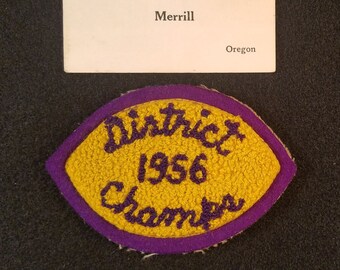 Merrill
Oregon
District
1956
Champs